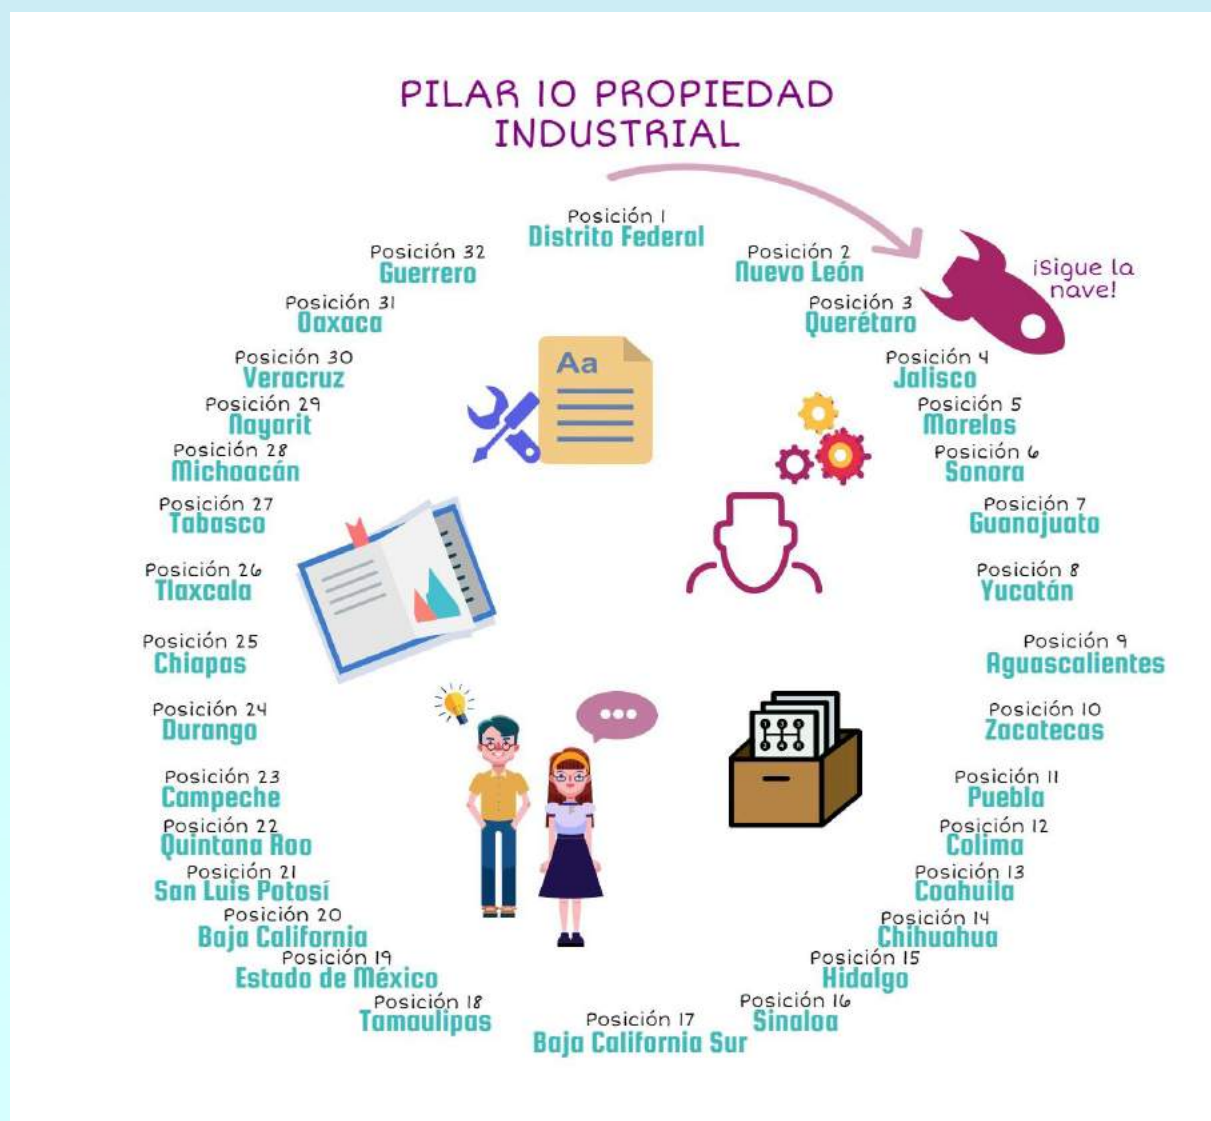 PILAR 10 PROPIEDAD
INDUSTRIAL
¡Sigue la
nave!
Posición 1
Distrito Federal
Posición 2
Nuevo León
Posición 3
Querétaro
Posición 4
Jalisco
Posición 5
Morelos
Posición 6
Sonora
Posición 7
Guanajuato
Posición 8
Yucatán
Posición 9
Aguascalientes
Posición 10
Zacatecas
Posición 11
Puebla
Posición 12
Colima
Posición 13
Coahuila
Posición 14
Chihuahua
Posición 15
Hidalgo
Posición 16
Sinaloa
Posición 17
Baja California Sur
Posición 18
Tamaulipas
Posición 19
Estado de México
Posición 20
Baja California
Posición 21
San Luis Potosí
Posición 22
Quintana Roo
Posición 23
Campeche
Posición 24
Durango
Posición 25
Chiapas
Posición 26
Tlaxcala
Posición 27
Tabasco
Posición 28
Michoacán
Posición 29
Nayarit
Posición 30
Veracruz
Posición 31
Oaxaca
Posición 32
Guerrero
Aa